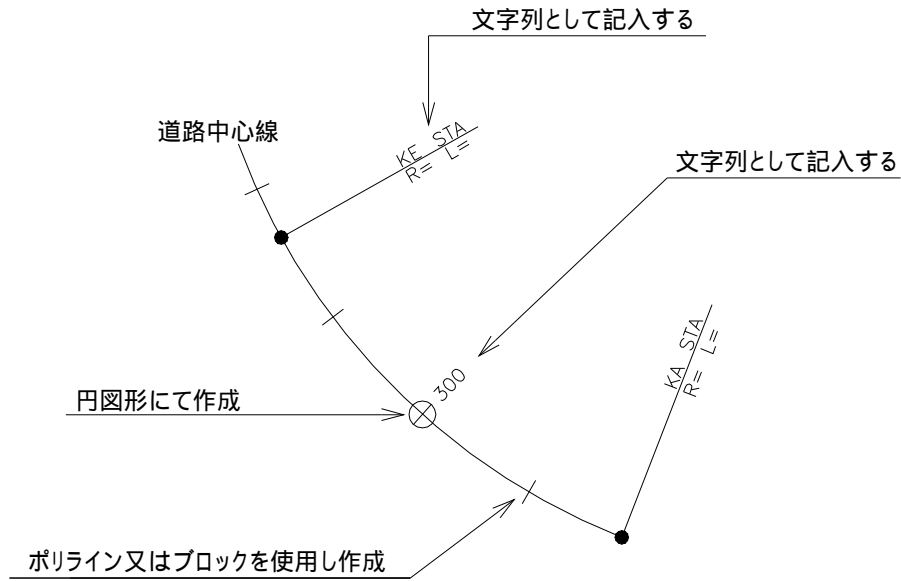 文字列として記入する
道路中心線
KE STA
R= L=
文字列として記入する
KA STA
R= L=
300
円図形にて作成
ポリライン又はブロックを使用し作成